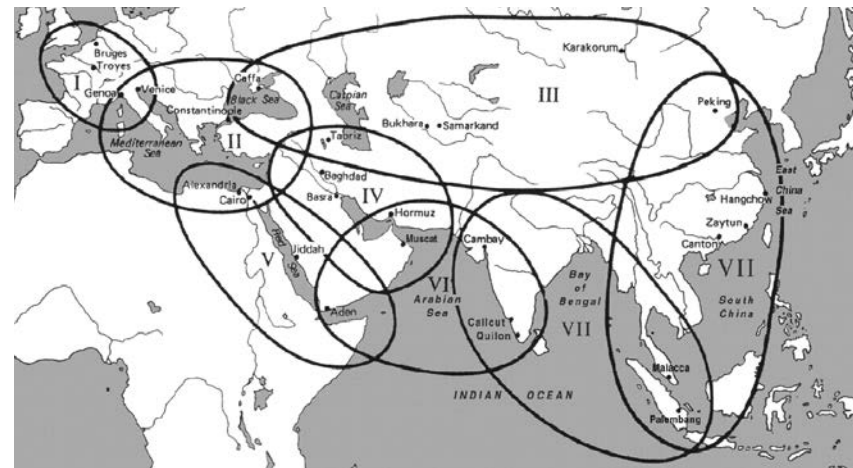 Bruges
Troyes
I
Genoa
Venice
Caffa
Black Sea
Constantinople
II
Mediterranean
Sea
Caspian
Sea
Karakorum
III
Bukhara
Samarkand
Peking
Tabriz
Baghdad
Basra
IV
Hormuz
Alexandria
Cairo
Red
Sea
Jiddah
V
Aden
Muscat
VI
Arabian
Sea
Cambay
Calicut
Quilon
Bay
of
Bengal
VII
INDIAN OCEAN
East
China
Sea
Hangchow
Zaytun
Canton
VII
South
China
Malacca
Palembang